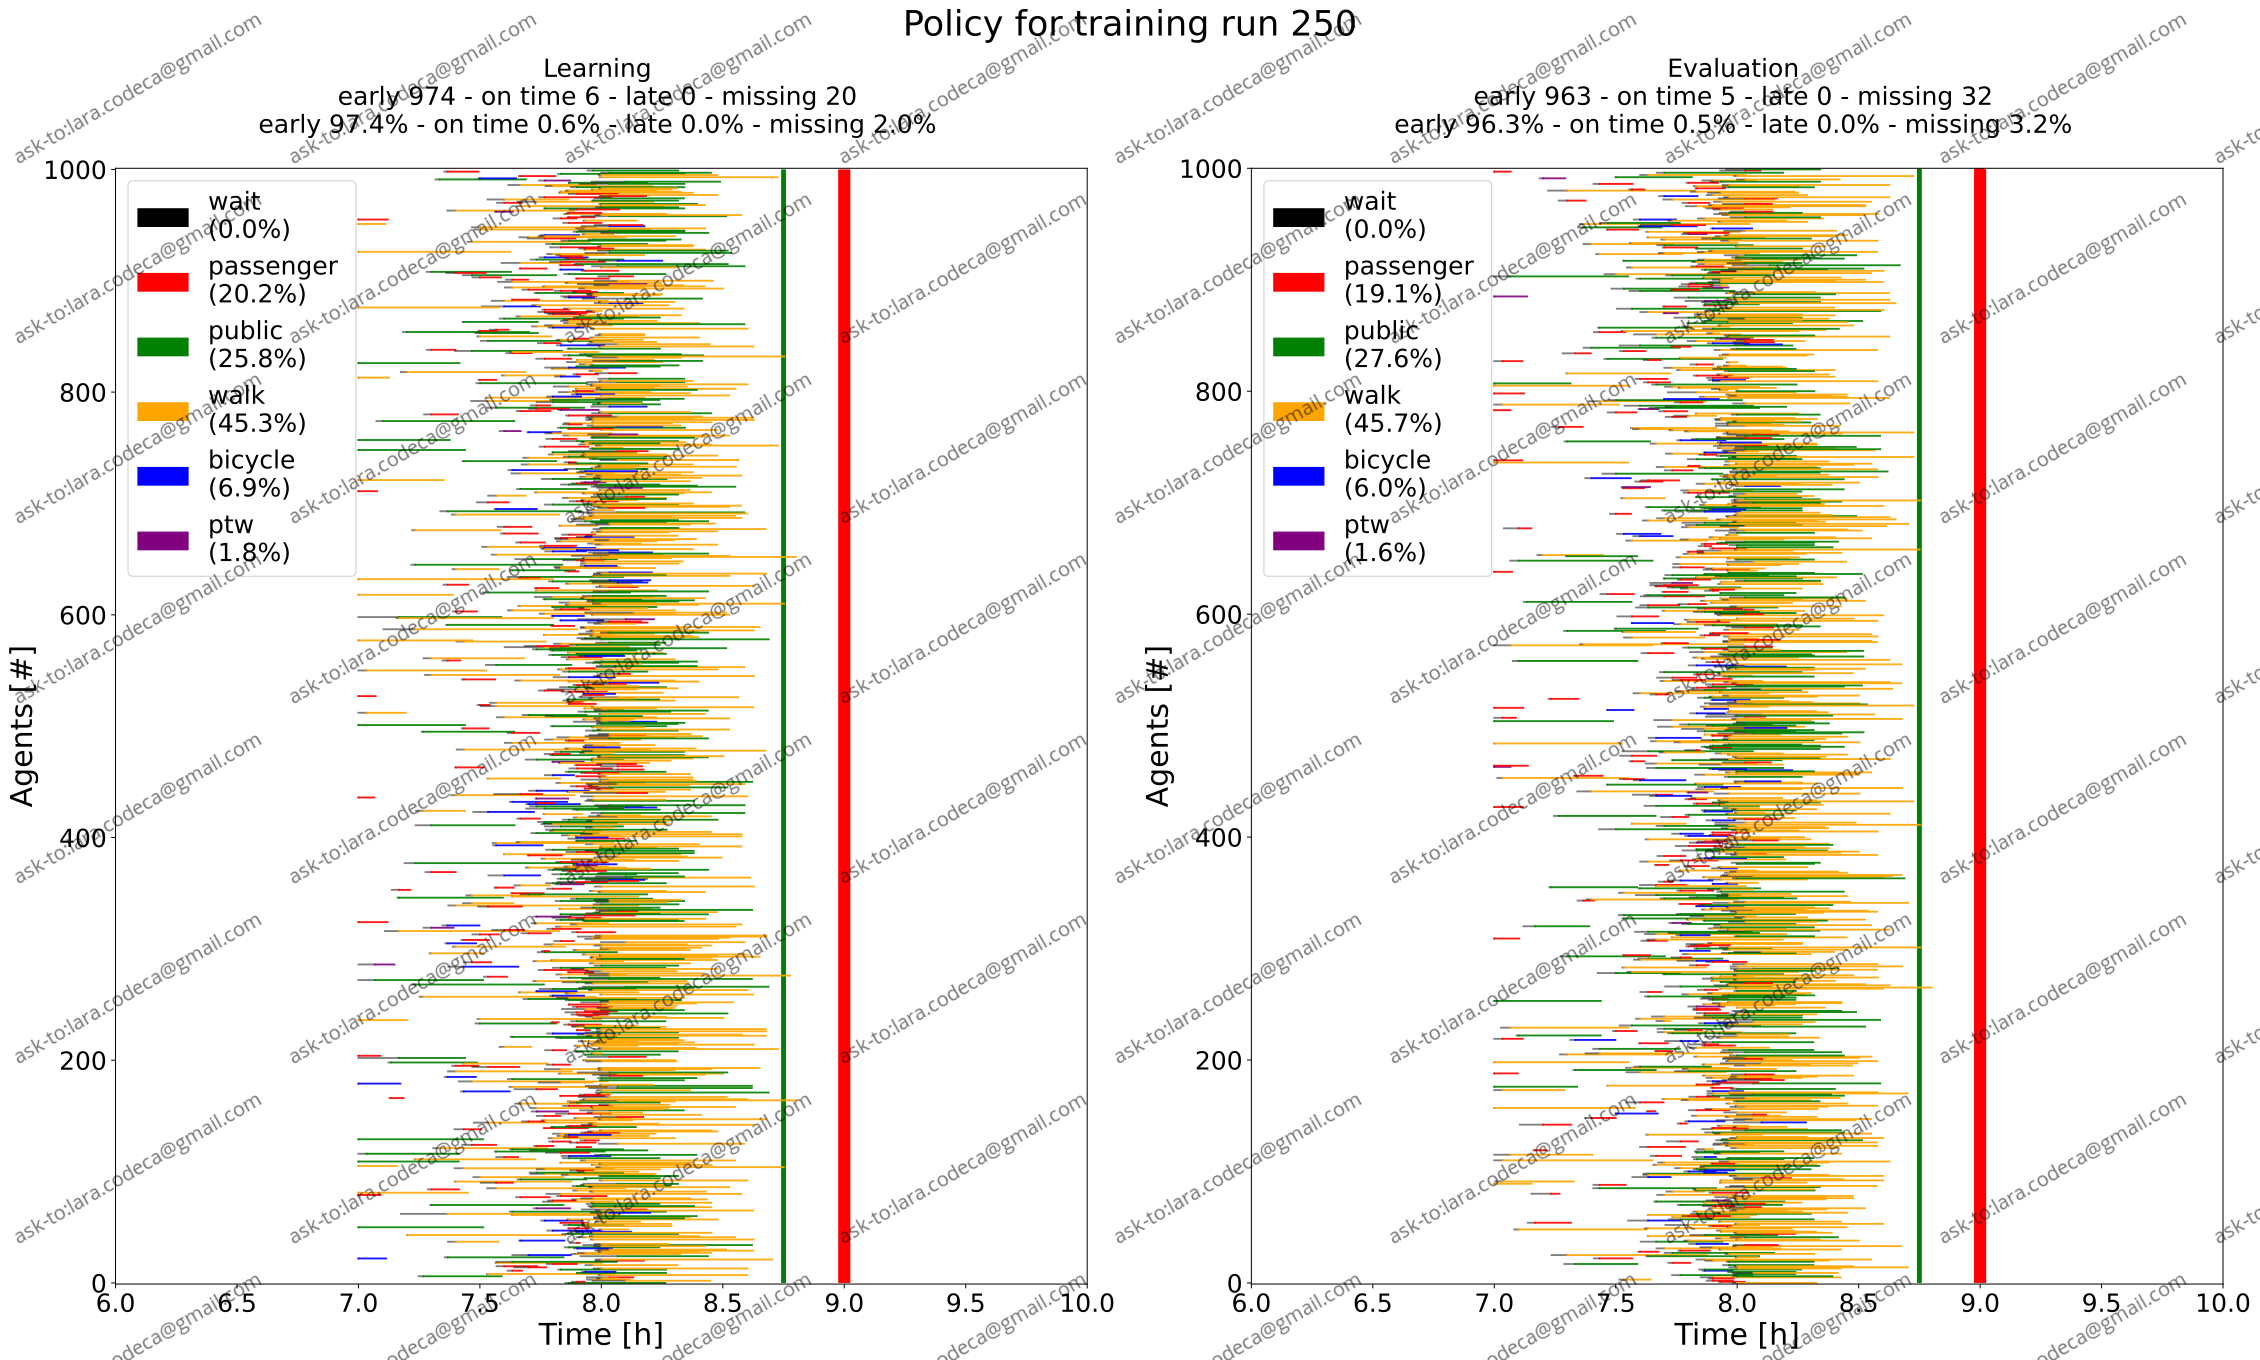 Policy for training run 250
Learning
early 974 - on time 6 - late 0 - missing 20
early 97.4% - on time 0.6% - late 0.0% - missing 2.0%
Agents [#]
1000
800
600
400
200
0
wait
(0.0%)
passenger
(20.2%)
public
(25.8%)
walk
(45.3%)
bicycle
(6.9%)
ptw
(1.8%)
6.0 6.5 7.0 7.5 8.0 8.5 9.0 9.5 10.0
Time [h]
Evaluation
early 963 - on time 5 - late 0 - missing 32
early 96.3% - on time 0.5% - late 0.0% - missing 3.2%
Agents [#]
1000
800
600
400
200
0
wait
(0.0%)
passenger
(19.1%)
public
(27.6%)
walk
(45.7%)
bicycle
(6.0%)
ptw
(1.6%)
6.0 6.5 7.0 7.5 8.0 8.5 9.0 9.5 10.0
Time [h]
ask-to:lara.codeca@gmail.com